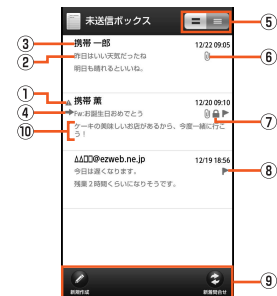 未送信ボックス
⑤
③ 携帯 一郎 12/22 09:05
② 昨日はいい天気だったね ⑥
明日も晴れるといいね。
① 携帯 薫 12/20 09:10
④ Fw:お誕生日おめでとう ⑦
⑩ ケーキの美味しいお店があるから、今度一緒に行こ
う！
△△□□@ezweb.ne.jp 12/19 18:56
今日は遅くなります。 ⑧
残業２時間くらいになりそうです。
新規作成 新着問合せ ⑨